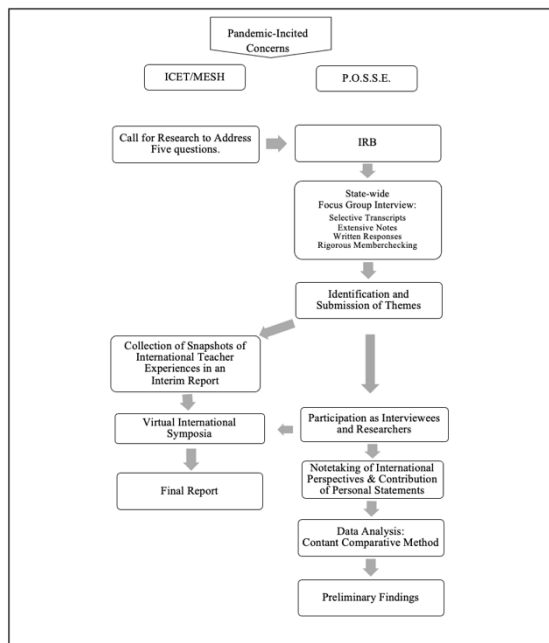 Pandemic-Incited
Concerns
ICET/MESH
P.O.S.S.E.
Call for Research to Address
Five questions.
IRB
State-wide
Focus Group Interview:
Selective Transcripts
Extensive Notes
Written Responses
Rigorous Memberchecking
Identification and
Submission of Themes
Collection of Snapshots of
International Teacher
Experiences in an
Interim Report
Virtual International
Symposia
Participation as Interviewees
and Researchers
Final Report
Notetaking of International
Perspectives & Contribution
of Personal Statements
Data Analysis:
Contant Comparative Method
Preliminary Findings